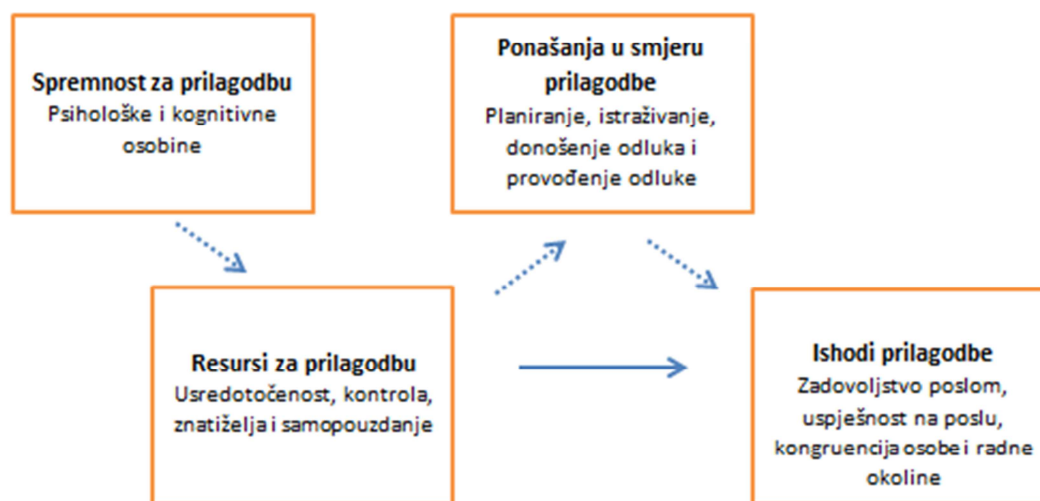 Spremnost za prilagodbu
Psihološke i kognitivne
osobine
Ponašanja u smjeru
prilagodbe
Planiranje, istraživanje,
donošenje odluka i
provođenje odluke
Resursi za prilagodbu
Usredotočenost, kontrola,
znatiželja i samopouzdanje
Ishodi prilagodbe
Zadovoljstvo poslom,
uspješnost na poslu,
kongruencija osobe i radne
okoline